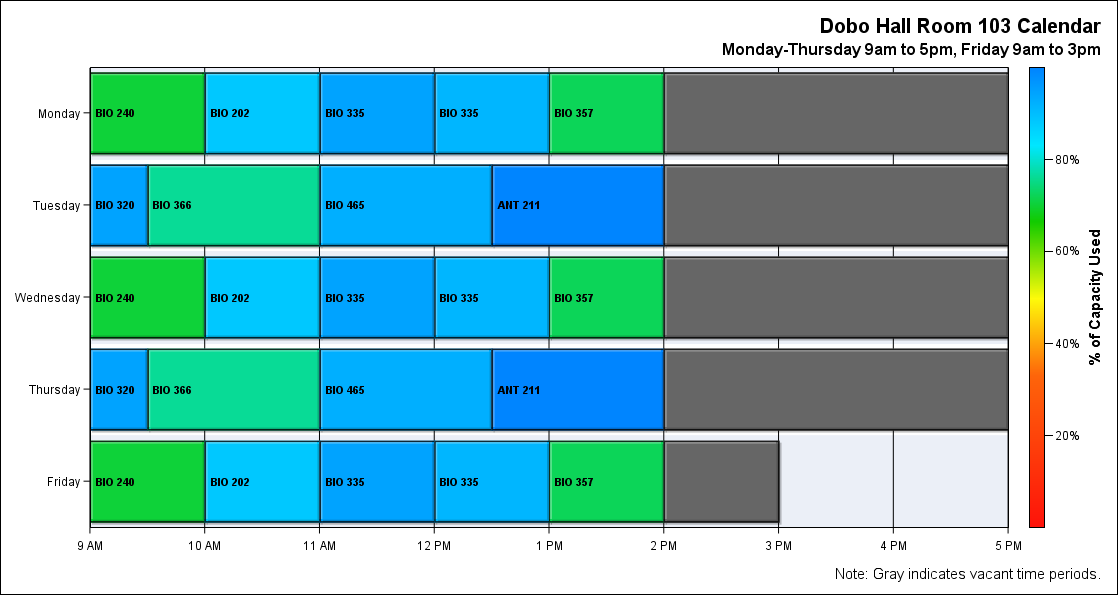 Dobo Hall Room 103 Calendar
Monday-Thursday 9am to 5pm, Friday 9am to 3pm
Monday
BIO 240
BIO 202
BIO 335
BIO 335
BIO 357
Tuesday
BIO 320
BIO 366
BIO 465
ANT 211
Wednesday
BIO 240
BIO 202
BIO 335
BIO 335
BIO 357
Thursday
BIO 320
BIO 366
BIO 465
ANT 211
Friday
BIO 240
BIO 202
BIO 335
BIO 335
BIO 357
9 AM
10 AM
11 AM
12 PM
1 PM
2 PM
3 PM
4 PM
5 PM
80%
60%
40%
20%
% of Capacity Used
Note: Gray indicates vacant time periods.